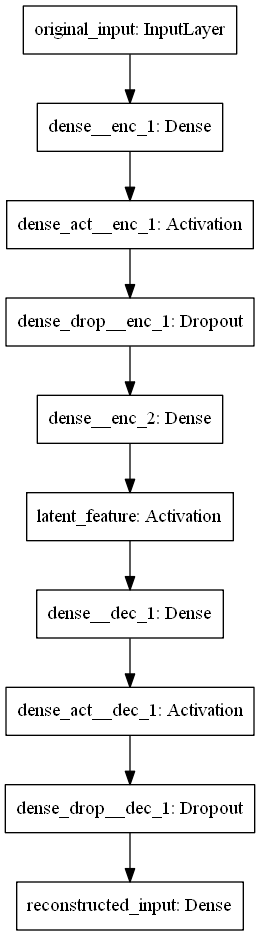 original_input: InputLayer
dense__enc_1: Dense
dense_act__enc_1: Activation
dense_drop__enc_1: Dropout
dense__enc_2: Dense
latent_feature: Activation
dense__dec_1: Dense
dense_act__dec_1: Activation
dense_drop__dec_1: Dropout
reconstructed_input: Dense